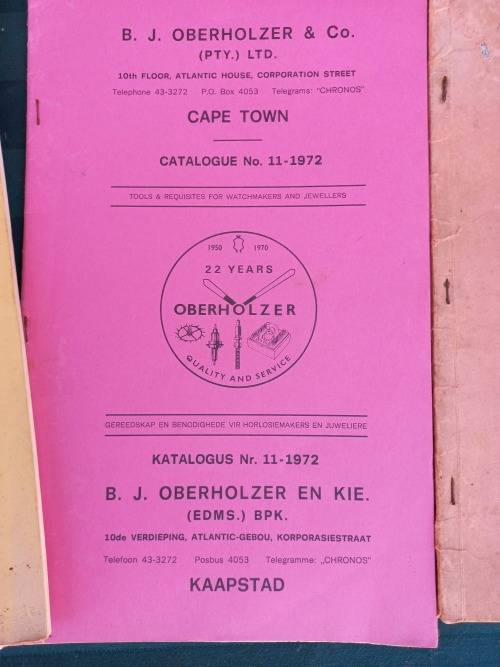 B. J. OBERHOLZER & Co.
(PTY.) LTD.
10th FLOOR, ATLANTIC HOUSE, CORPORATION STREET
Telephone 43-3272 P.O. Box 4053 Telegrams: "CHRONOS"
CAPE TOWN
CATALOGUE No. 11-1972
TOOLS & REQUISITES FOR WATCHMAKERS AND JEWELLERS
1950 1970
22 YEARS
OBERHOLZER
QUALITY AND SERVICE
GEREEDSKAP EN BENODIGHEDE VIR HORLOSIEMAKERS EN JUWELIERE
KATALOGUS Nr. 11-1972
B. J. OBERHOLZER EN KIE.
(EDMS.) BPK.
10de VERDIEPING, ATLANTIC-GEBOU, KORPORASIESTRAAT
Telefoon 43-3272 Posbus 4053 Telegramme: „CHRONOS"
KAAPSTAD